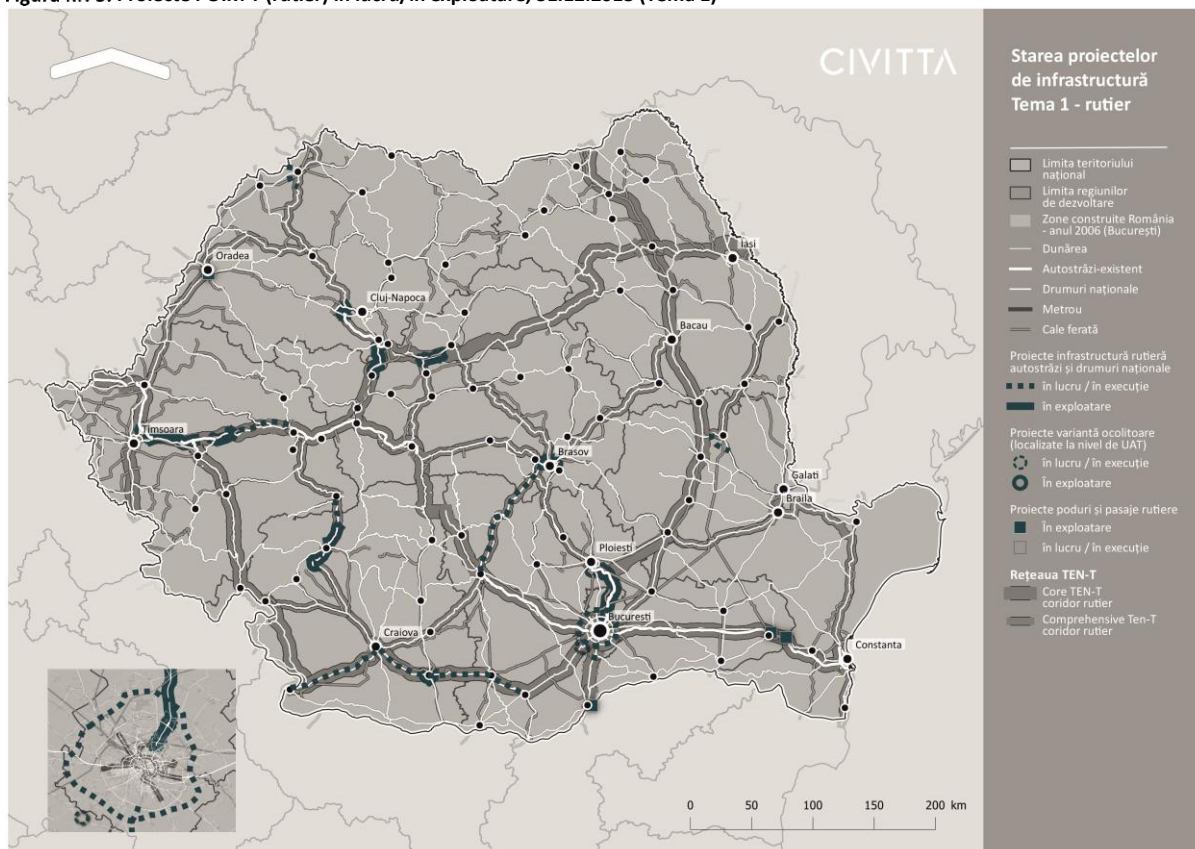 CIVITTA
Starea proiectelor
de infrastructură
Tema 1 - rutier
Limita teritoriului
național
Limita regiunilor
de dezvoltare
Zone construite România
- anul 2006 (București)
Dunărea
Autostrăzi-existent
Drumuri naționale
Metrou
Cale ferată
Proiecte infrastructură rutieră
autostrăzi și drumuri naționale
în lucru / în execuție
în exploatare
Proiecte variantă ocolitoare
(localizate la nivel de UAT)
în lucru / în execuție
În exploatare
Proiecte poduri și pasaje rutiere
În exploatare
în lucru / în execuție
Rețeaua TEN-T
Core TEN-T
coridor rutier
Comprehensive Ten-T
coridor rutier
Iasi
Oradea
Cluj-Napoca
Bacau
Timsoara
Brasov
Galati
Braila
Ploiesti
Bucuresti
Craiova
Constanta
0 50 100 150 200 km